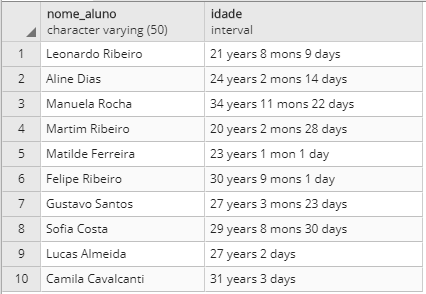 nome_aluno idade
character varying (50) interval
1 Leonardo Ribeiro 21 years 8 mons 9 days
2 Aline Dias 24 years 2 mons 14 days
3 Manuela Rocha 34 years 11 mons 22 days
4 Martim Ribeiro 20 years 2 mons 28 days
5 Matilde Ferreira 23 years 1 mon 1 day
6 Felipe Ribeiro 30 years 9 mons 1 day
7 Gustavo Santos 27 years 3 mons 23 days
8 Sofia Costa 29 years 8 mons 30 days
9 Lucas Almeida 27 years 2 days
10 Camila Cavalcanti 31 years 3 days